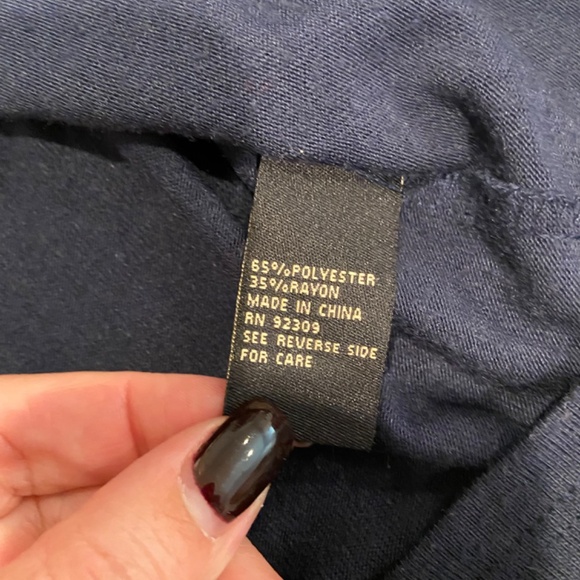 65%POLYESTER
35%RAYON
MADE IN CHINA
RN 92309
SEE REVERSE SIDE
FOR CARE